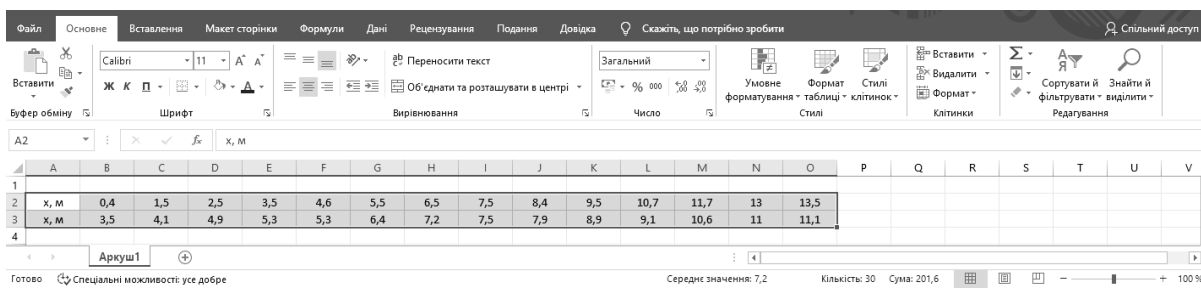 Файл Основне Вставлення Макет сторінки Формули Дані Рецензування Подання Довідка Скажіть, що потрібно зробити Спільний доступ
Вставити
Буфер обміну
Calibri 11 A A
Ж К П А
Шрифт
ab Переносити текст
Об'єднати та розташувати в центрі
Вирівнювання
Загальний
% 000
Число
Умовне форматування
Формат таблиці
Стилі клітинок
Стилі
Вставити
Видалити
Формат
Клітинки
Сортувати й фільтрувати
Знайти й виділити
Редагування
A2 fx х, м
A B C D E F G H I J K L M N O P Q R S T U V
1
2 х, м 0,4 1,5 2,5 3,5 4,6 5,5 6,5 7,5 8,4 9,5 10,7 11,7 13 13,5
3 х, м 3,5 4,1 4,9 5,3 5,3 6,4 7,2 7,5 7,9 8,9 9,1 10,6 11 11,1
4
Аркуш1
Готово Спеціальні можливості: усе добре Середнє значення: 7,2 Кількість: 30 Сума: 201,6 100 %